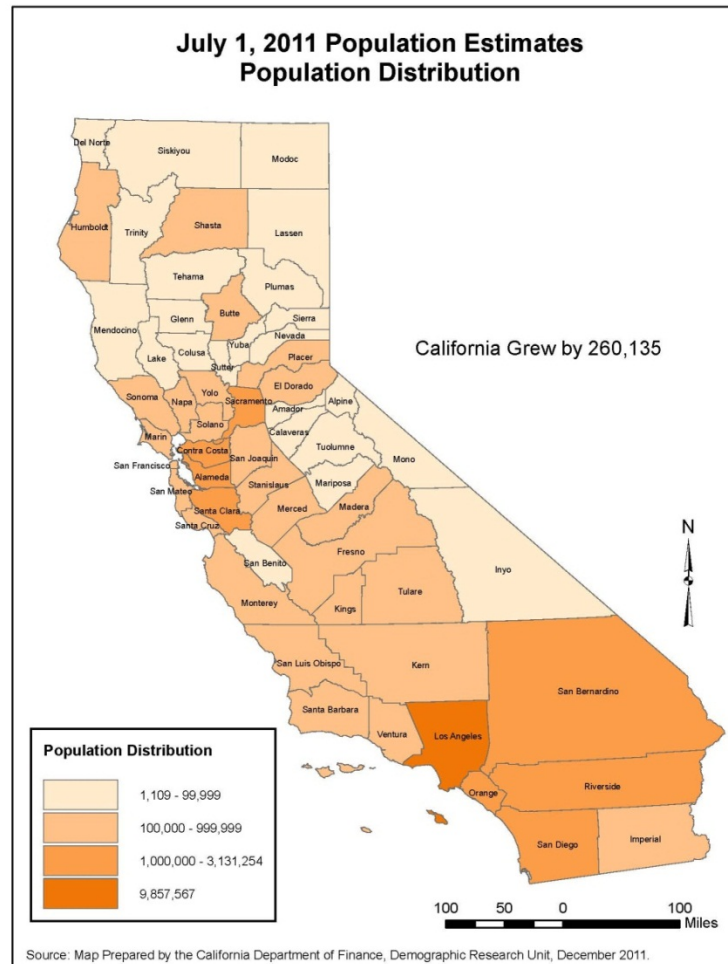 July 1, 2011 Population Estimates
Population Distribution
Del Norte
Siskiyou
Modoc
Humboldt
Trinity
Shasta
Lassen
Tehama
Plumas
Mendocino
Glenn
Butte
Sierra
Lake
Colusa
Sutter
Yuba
Nevada
Placer
California Grew by 260,135
Sonoma
Napa
Yolo
Sacramento
El Dorado
Marin
Solano
Amador
Alpine
Calaveras
Contra Costa
San Joaquin
Tuolumne
Mono
San Francisco
Alameda
Stanislaus
Mariposa
San Mateo
Santa Clara
Merced
Madera
Santa Cruz
San Benito
Fresno
Inyo
N
Monterey
Kings
Tulare
San Luis Obispo
Kern
San Bernardino
Santa Barbara
Ventura
Los Angeles
Orange
Riverside
San Diego
Imperial
Population Distribution
1,109 - 99,999
100,000 - 999,999
1,000,000 - 3,131,254
9,857,567
100 50 0 100
Miles
Source: Map Prepared by the California Department of Finance, Demographic Research Unit, December 2011.